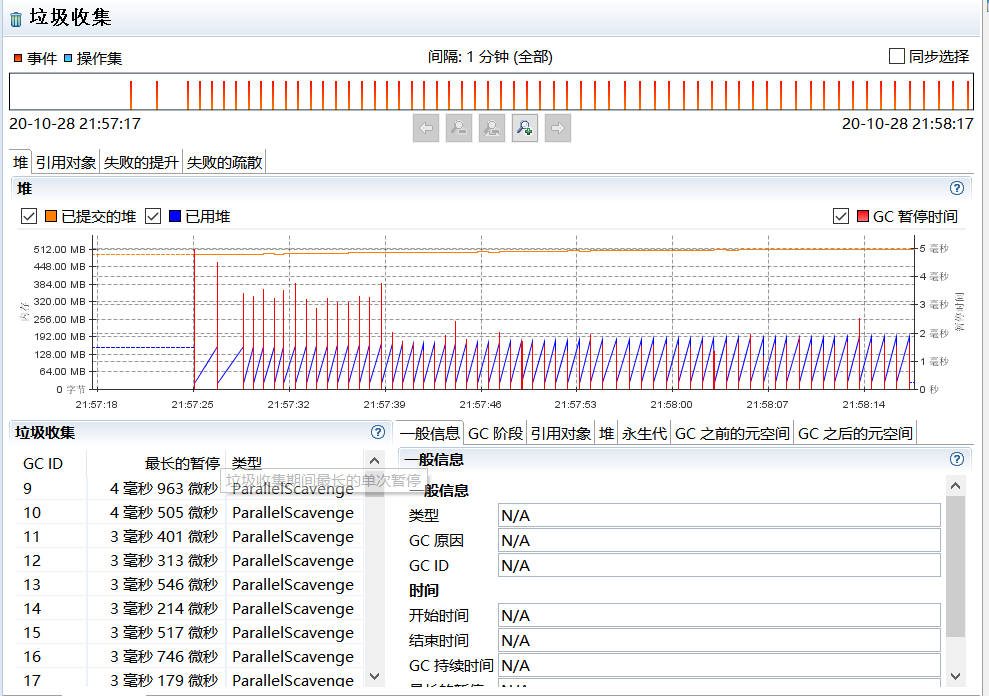 垃圾收集
事件 操作集 间隔: 1 分钟 (全部) 同步选择
20-10-28 21:57:17 20-10-28 21:58:17
堆 引用对象 失败的提升 失败的疏散
堆
已提交的堆 已用堆 GC 暂停时间
512.00 MB 5 毫秒
448.00 MB 4 毫秒
384.00 MB
320.00 MB 3 毫秒
256.00 MB
192.00 MB 2 毫秒
128.00 MB 1 毫秒
64.00 MB
0 字节 0 秒
内存
21:57:18 21:57:25 21:57:32 21:57:39 21:57:46 21:57:53 21:58:00 21:58:07 21:58:14
垃圾收集
GC ID 最长的暂停 类型
垃圾收集期间最长的单次暂停
9 4 毫秒 963 微秒 ParallelScavenge
10 4 毫秒 505 微秒 ParallelScavenge
11 3 毫秒 401 微秒 ParallelScavenge
12 3 毫秒 313 微秒 ParallelScavenge
13 3 毫秒 546 微秒 ParallelScavenge
14 3 毫秒 214 微秒 ParallelScavenge
15 3 毫秒 517 微秒 ParallelScavenge
16 3 毫秒 746 微秒 ParallelScavenge
17 3 毫秒 179 微秒 ParallelScavenge
一般信息 GC 阶段 引用对象 堆 永生代 GC 之前的元空间 GC 之后的元空间
一般信息
一般信息
类型 N/A
GC 原因 N/A
GC ID N/A
时间
开始时间 N/A
结束时间 N/A
GC 持续时间 N/A